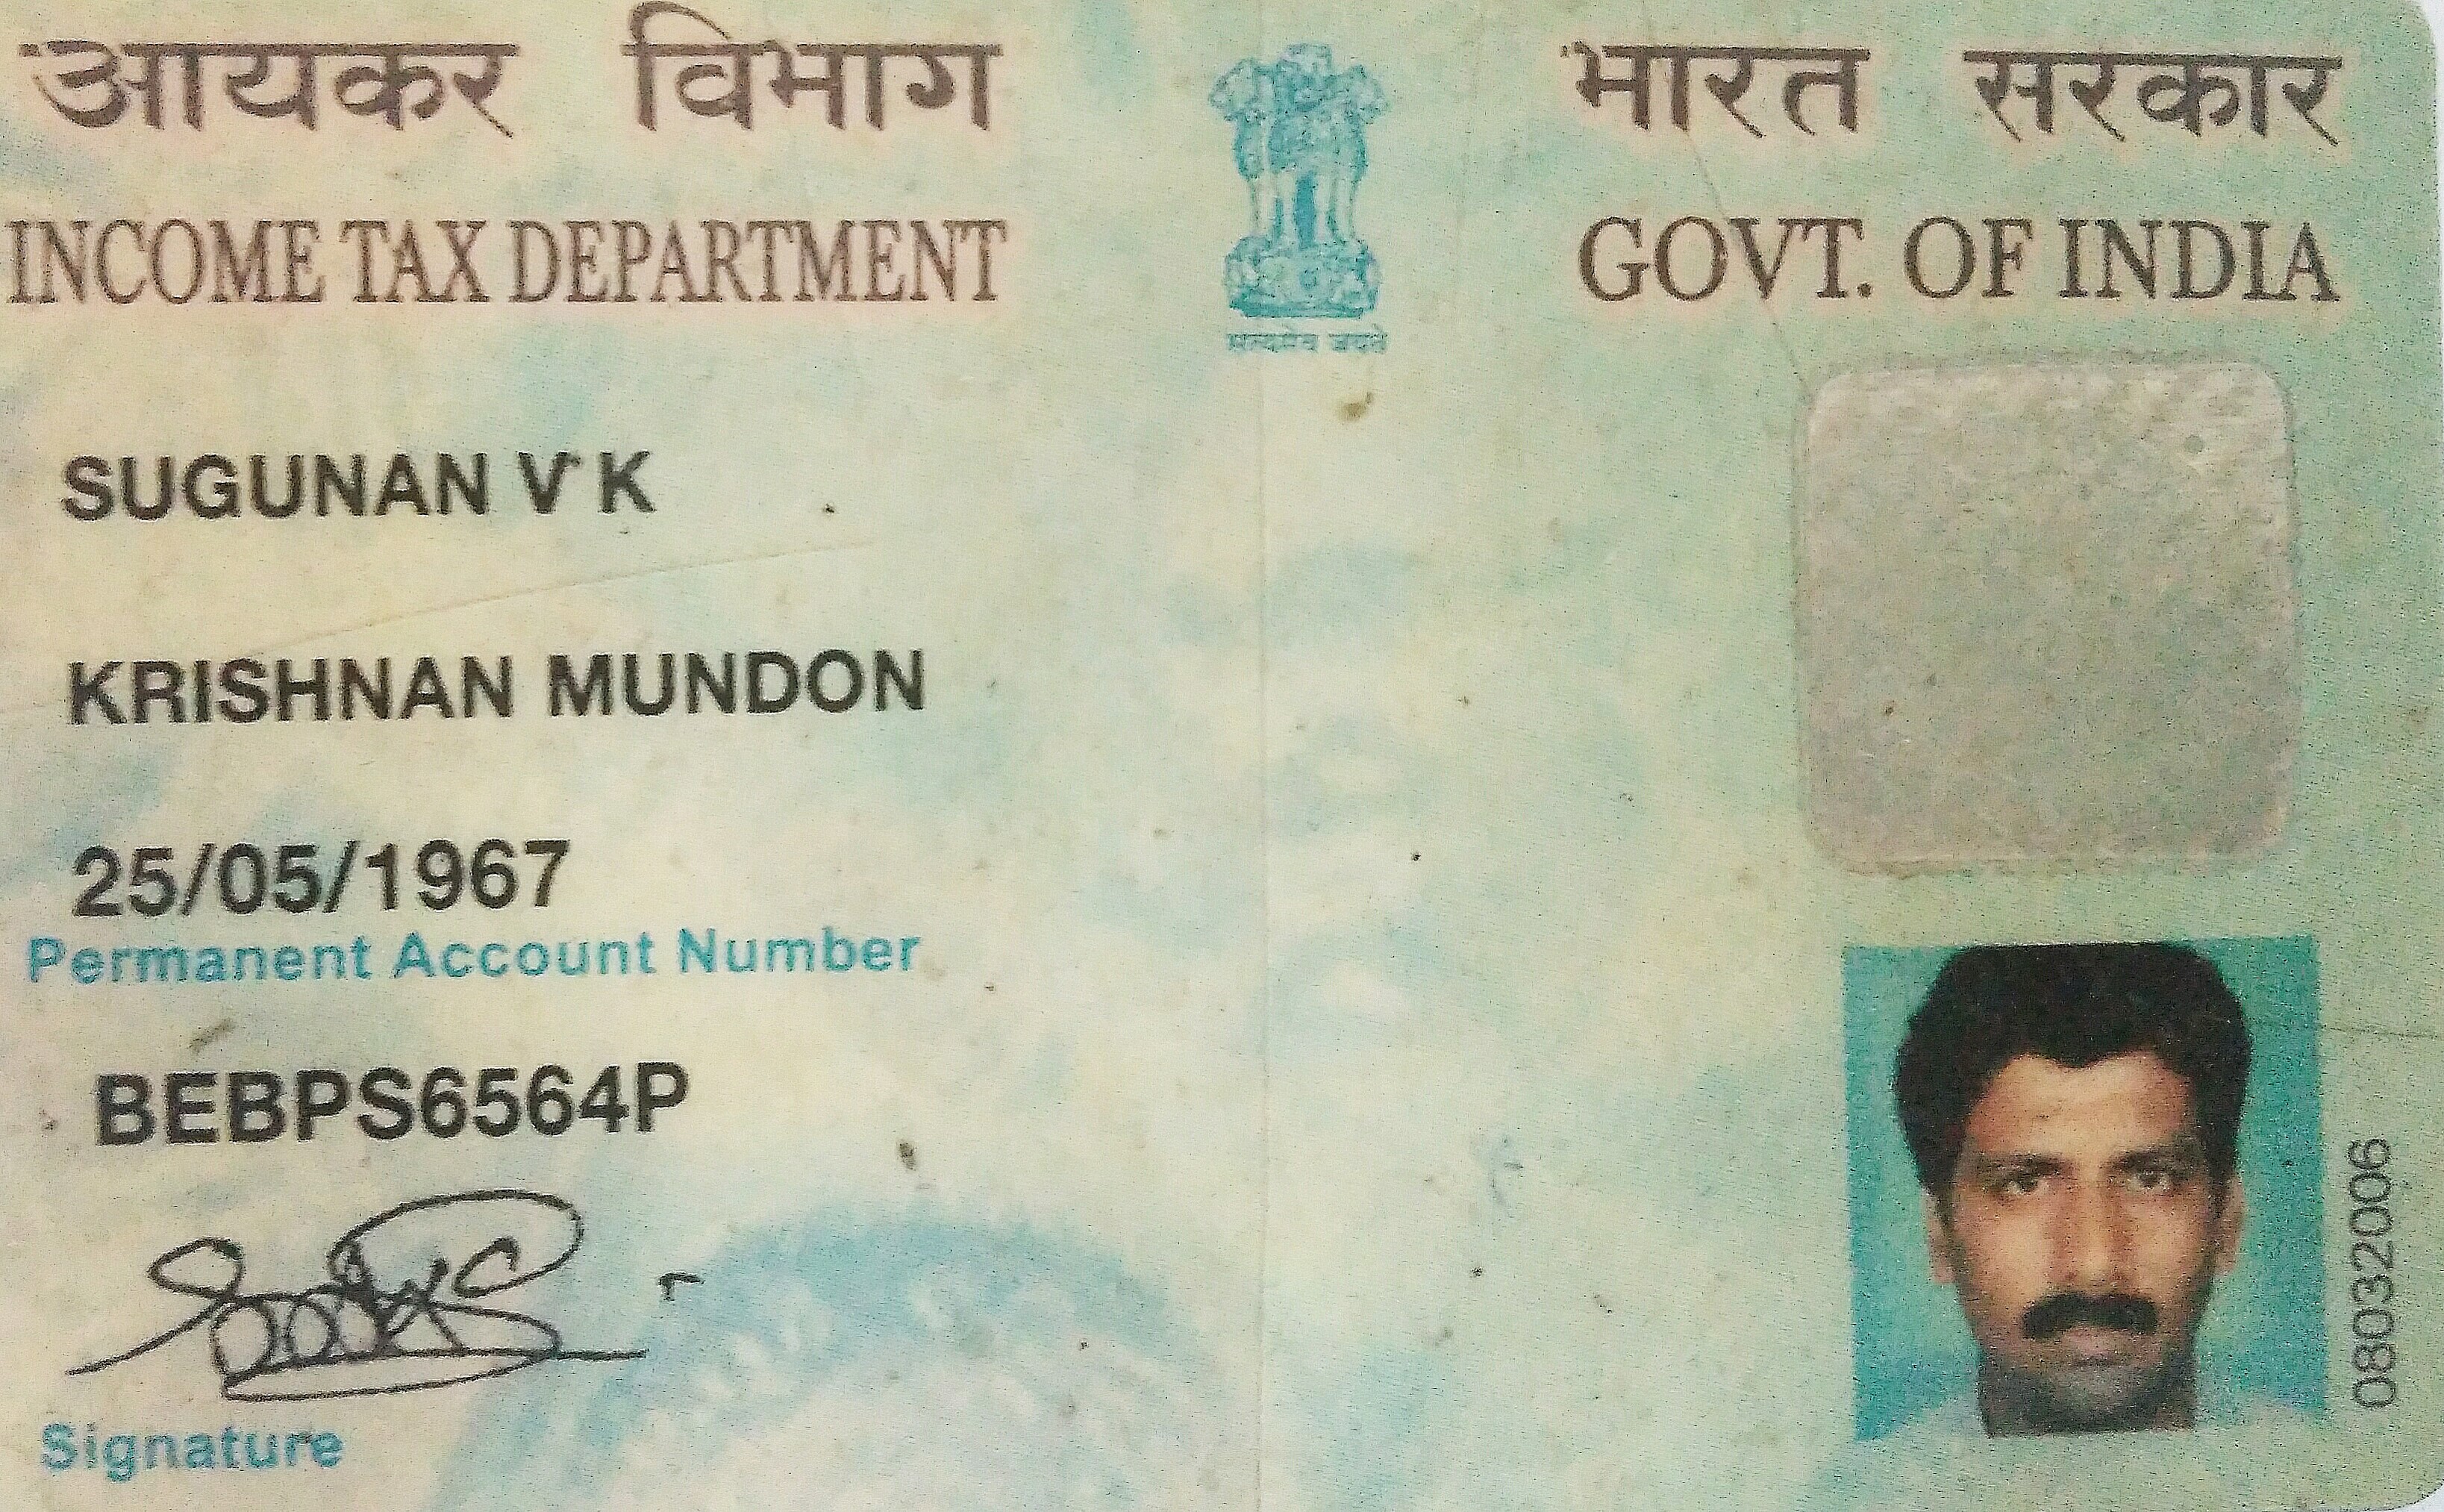 आयकर विभाग
INCOME TAX DEPARTMENT
भारत सरकार
GOVT. OF INDIA
सत्यमेव जयते
SUGUNAN V K
KRISHNAN MUNDON
25/05/1967
Permanent Account Number
BEBPS6564P
Signature
08032006